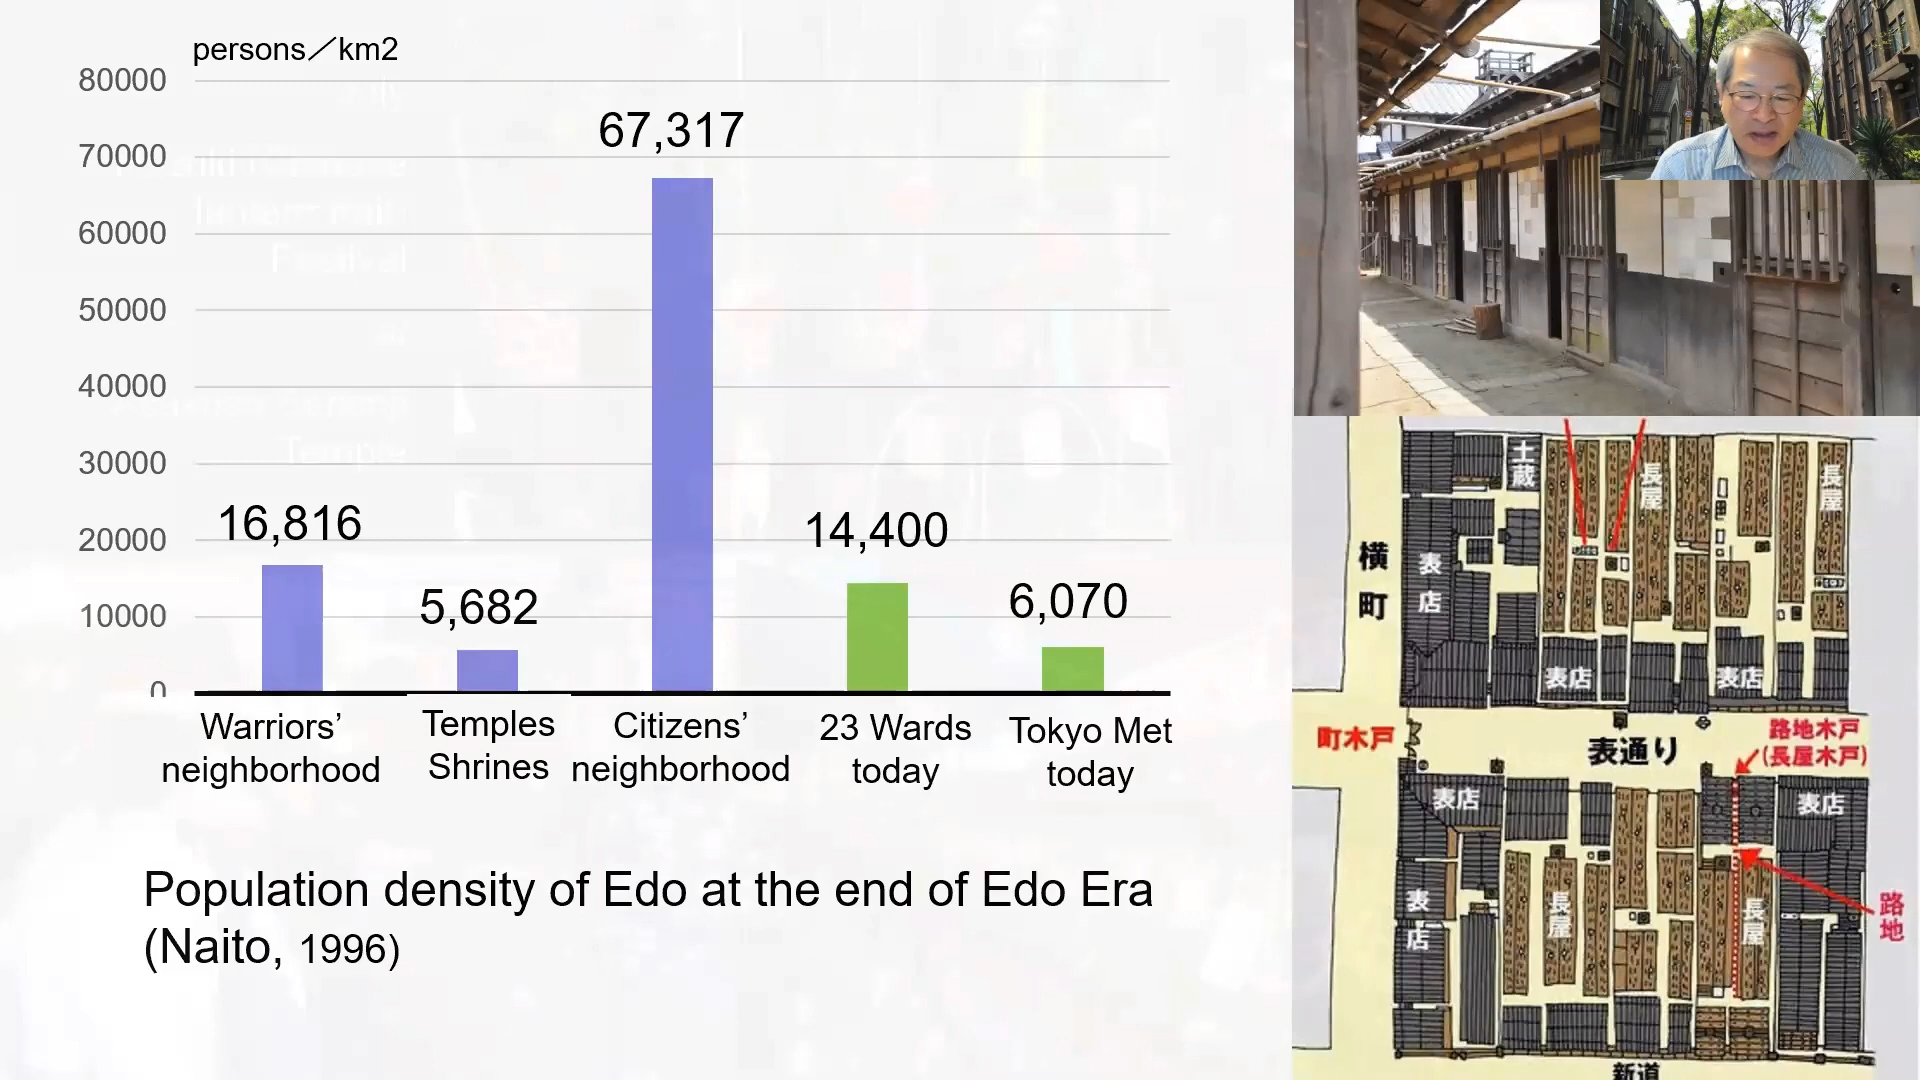 persons／km2
80000
70000
60000
50000
40000
30000
20000
10000
0
16,816
5,682
67,317
14,400
6,070
Warriors’
neighborhood
Temples
Shrines
Citizens’
neighborhood
23 Wards
today
Tokyo Met
today
Population density of Edo at the end of Edo Era
(Naito, 1996)
土蔵
長屋
長屋
横町
表店
表店
表店
町木戸
表通り
路地木戸
(長屋木戸)
表店
表店
表店
長屋
長屋
路地
新道